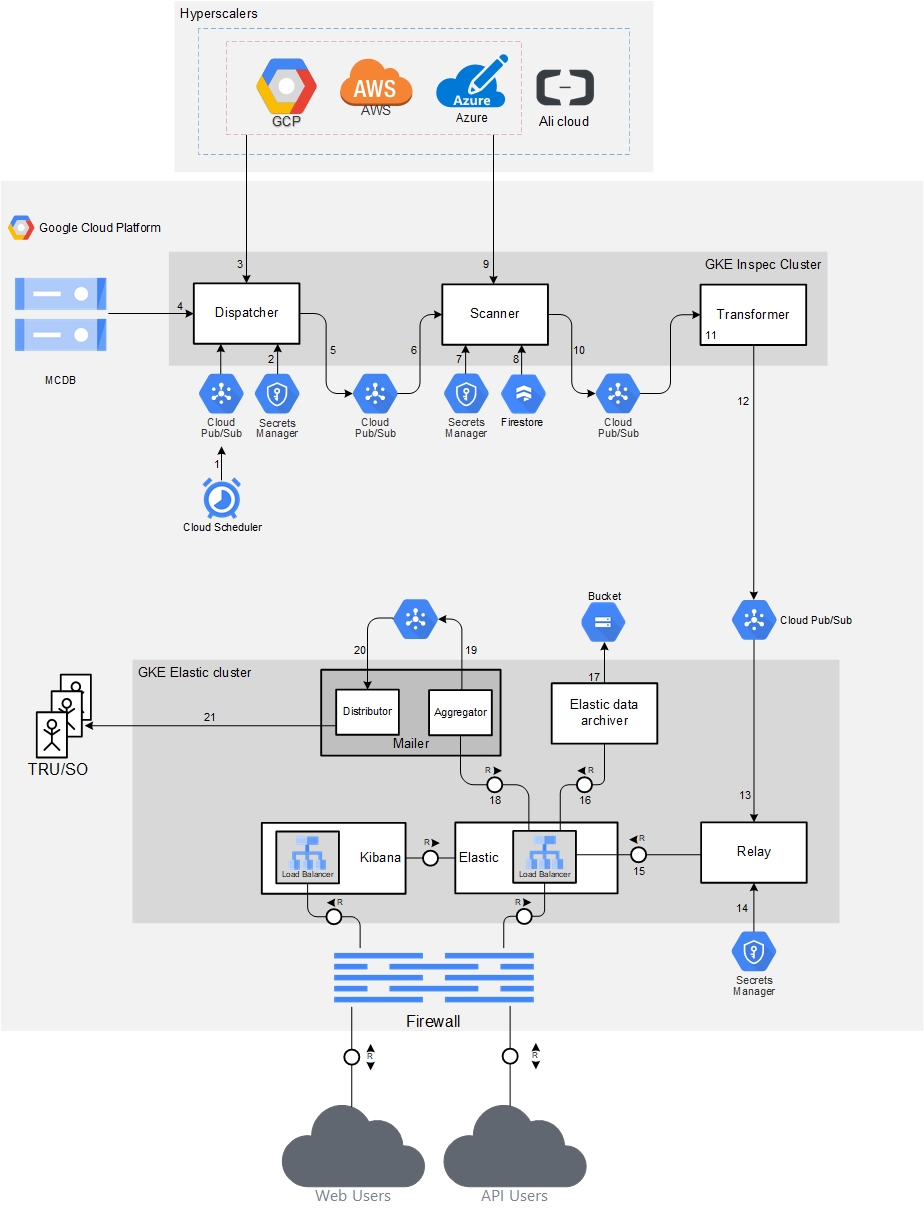 Hyperscalers
AWS
Azure
GCP
AWS
Azure
Ali cloud
Google Cloud Platform
3
9
GKE Inspec Cluster
4
Dispatcher
Scanner
Transformer
11
MCDB
2
5
6
7
8
10
Cloud
Pub/Sub
Secrets
Manager
Cloud
Pub/Sub
Secrets
Manager
Firestore
Cloud
Pub/Sub
12
1
Cloud Scheduler
Bucket
Cloud Pub/Sub
20
19
17
GKE Elastic cluster
Distributor
Aggregator
Mailer
Elastic data
archiver
21
TRU/SO
R
18
R
16
13
Kibana
Load Balancer
R
Elastic
Load Balancer
R
15
Relay
R
R
14
Secrets
Manager
Firewall
R
R
Web Users
API Users